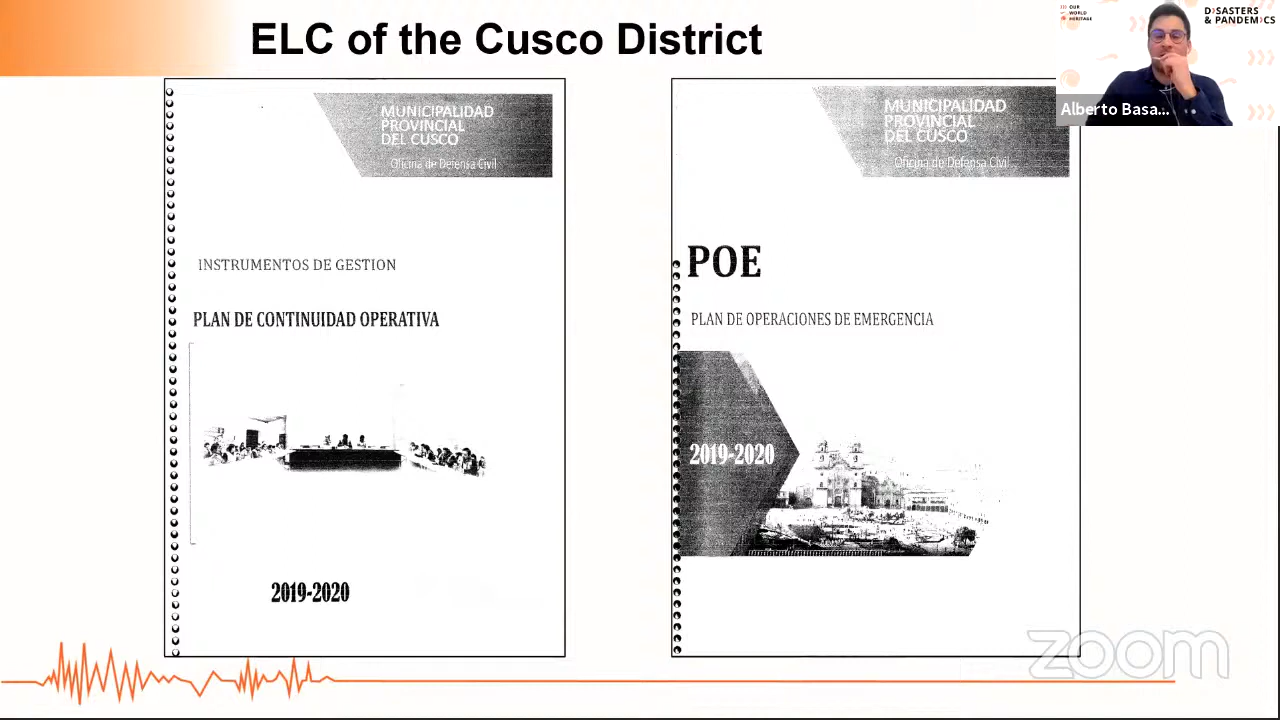 ELC of the Cusco District
MUNICIPALIDAD
PROVINCIAL
DEL CUSCO
Oficina de Defensa Civil
INSTRUMENTOS DE GESTION
PLAN DE CONTINUIDAD OPERATIVA
2019-2020
MUNICIPALIDAD
PROVINCIAL
DEL CUSCO
Oficina de Defensa Civil
POE
PLAN DE OPERACIONES DE EMERGENCIA
2019-2020
OUR
WORLD
HERITAGE
DISASTERS
& PANDEMICS
Alberto Basa...
zoom